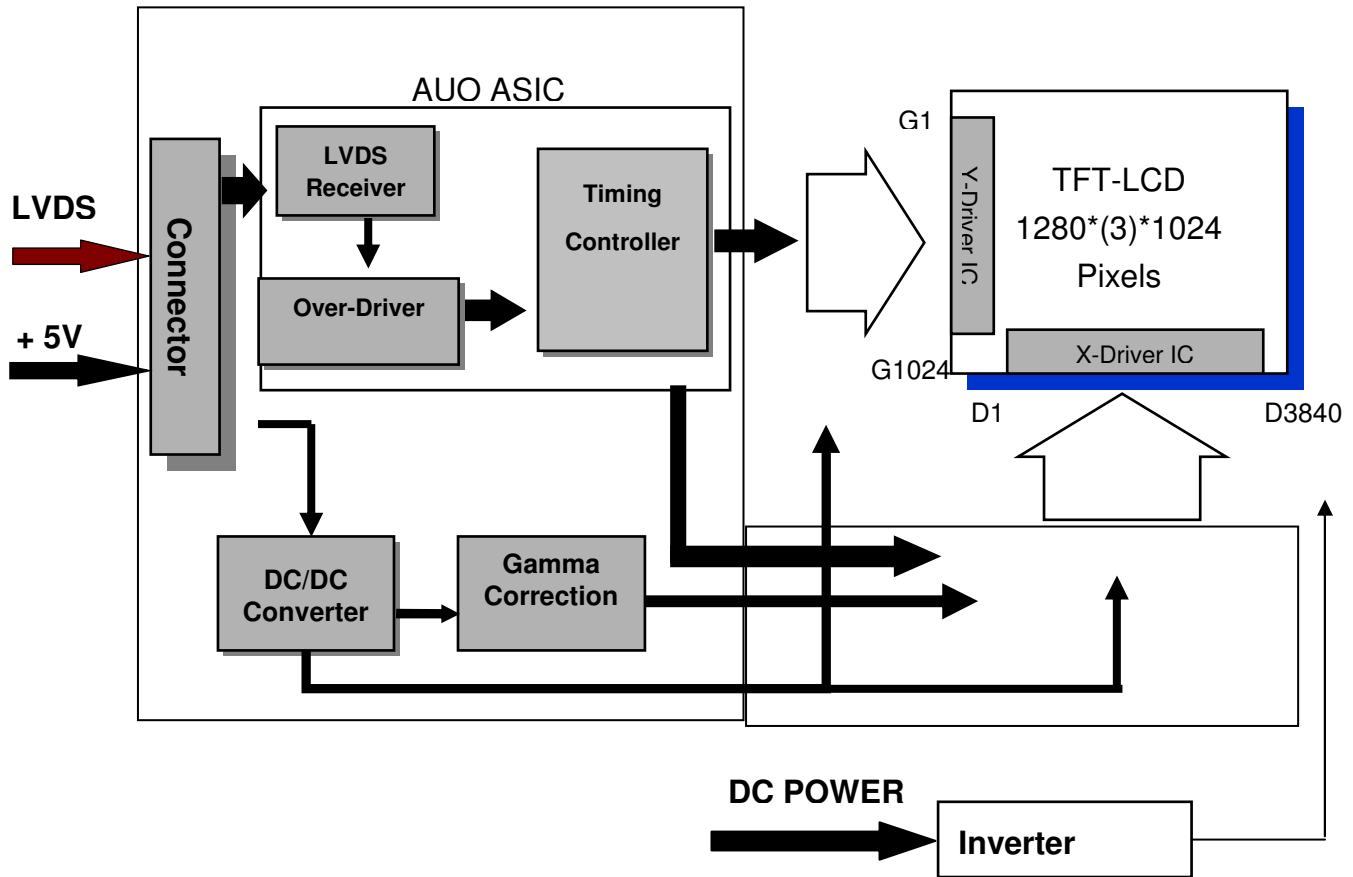 AUO ASIC
LVDS
Receiver
Timing
Controller
Over-Driver
Connector
LVDS
+ 5V
G1
Y-Driver IC
TFT-LCD
1280*(3)*1024
Pixels
X-Driver IC
G1024
D1
D3840
DC/DC
Converter
Gamma
Correction
DC POWER
Inverter